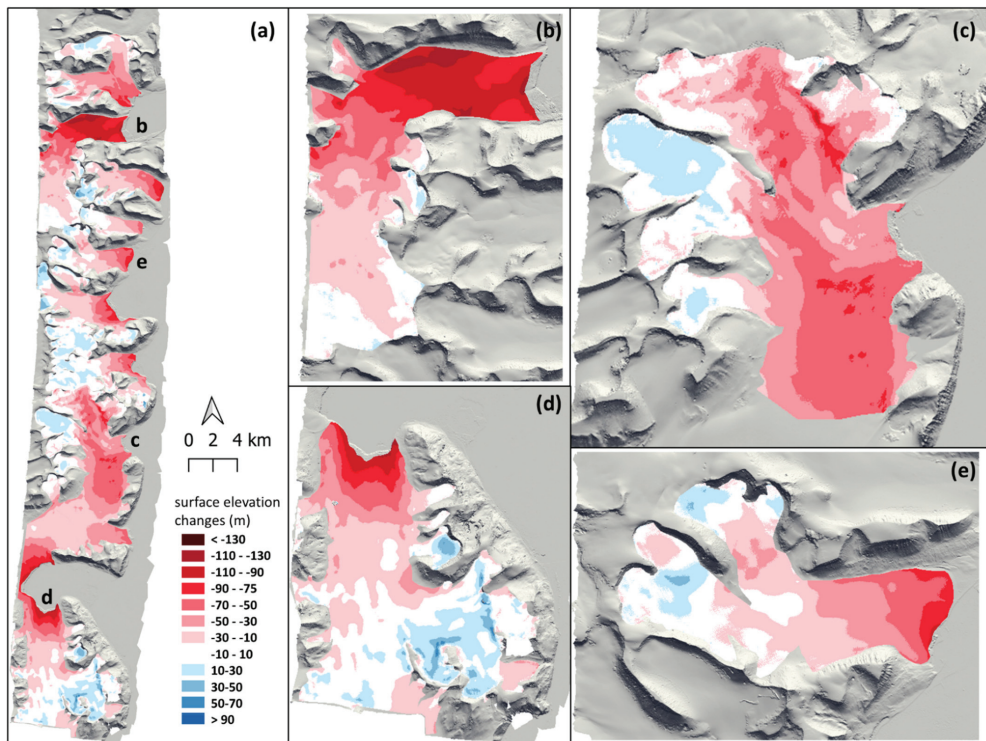 (a)
b
e
c
d
0 2 4 km
surface elevation
changes (m)
< -130
-110 - -130
-110 - -90
-90 - -75
-70 - -50
-50 - -30
-30 - -10
-10 - 10
10-30
30-50
50-70
> 90
(b)
(c)
(d)
(e)